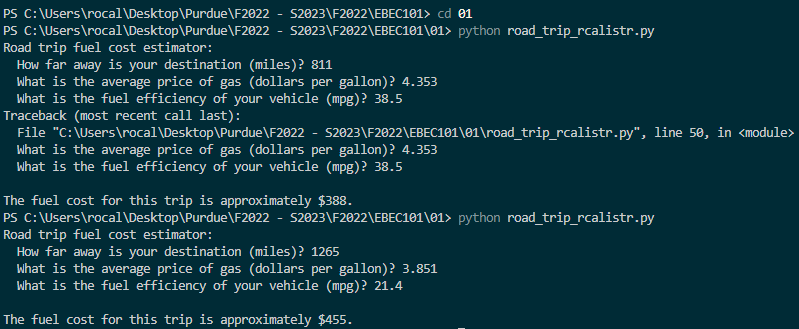 PS C:\Users\rocal\Desktop\Purdue\F2022 - S2023\F2022\EBEC101> cd 01
PS C:\Users\rocal\Desktop\Purdue\F2022 - S2023\F2022\EBEC101\01> python road_trip_rcalistr.py
Road trip fuel cost estimator:
  How far away is your destination (miles)? 811
  What is the average price of gas (dollars per gallon)? 4.353
  What is the fuel efficiency of your vehicle (mpg)? 38.5
Traceback (most recent call last):
  File "C:\Users\rocal\Desktop\Purdue\F2022 - S2023\F2022\EBEC101\01\road_trip_rcalistr.py", line 50, in <module>
  What is the average price of gas (dollars per gallon)? 4.353
  What is the fuel efficiency of your vehicle (mpg)? 38.5

The fuel cost for this trip is approximately $388.
PS C:\Users\rocal\Desktop\Purdue\F2022 - S2023\F2022\EBEC101\01> python road_trip_rcalistr.py
Road trip fuel cost estimator:
  How far away is your destination (miles)? 1265
  What is the average price of gas (dollars per gallon)? 3.851
  What is the fuel efficiency of your vehicle (mpg)? 21.4

The fuel cost for this trip is approximately $455.